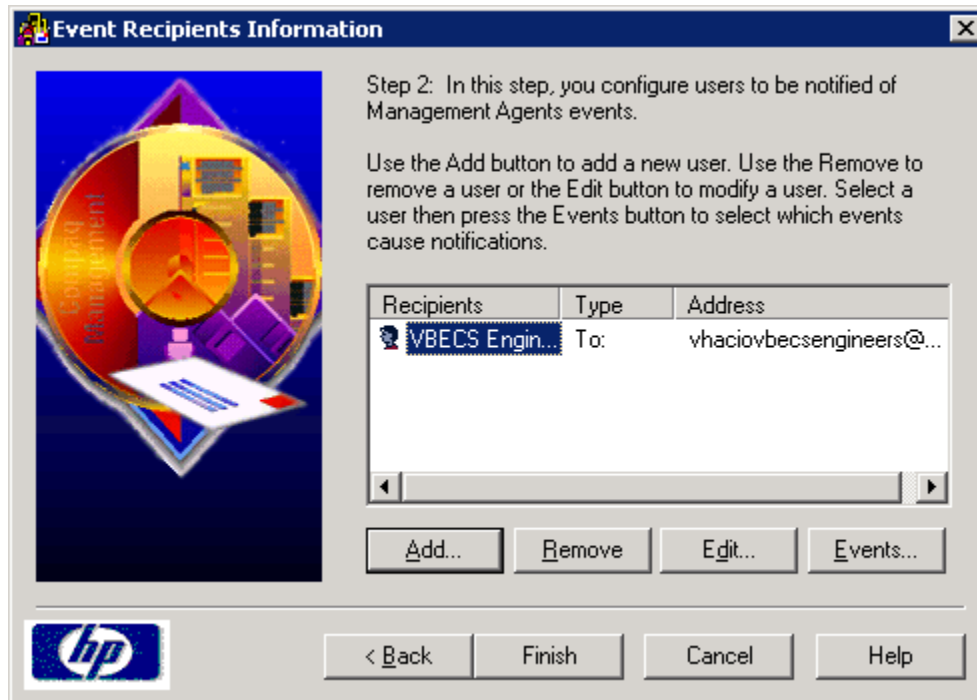 Event Recipients Information
Step 2: In this step, you configure users to be notified of
Management Agents events.
Use the Add button to add a new user. Use the Remove to
remove a user or the Edit button to modify a user. Select a
user then press the Events button to select which events
cause notifications.
Compaq
Management
Recipients Type Address
VBECS Engin... To: vhaciovbecsengineers@...
Add... Remove Edit... Events...
hp
< Back Finish Cancel Help